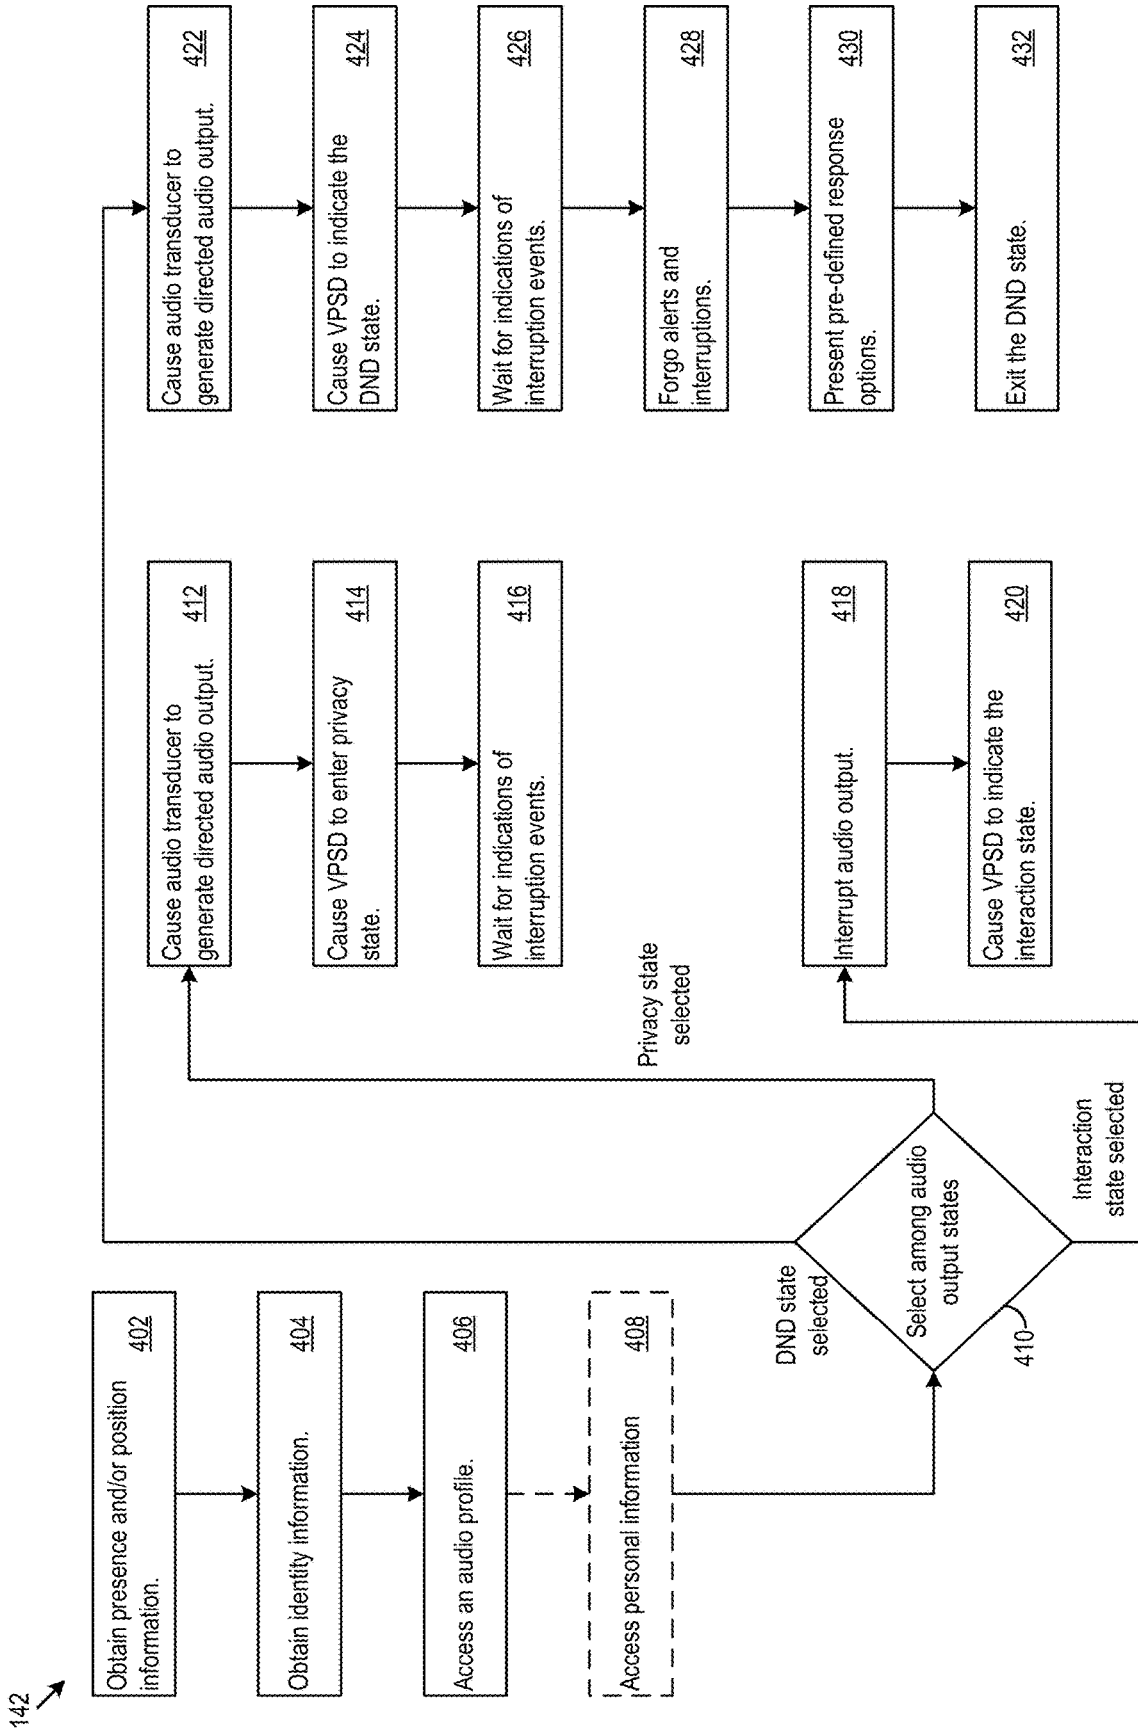 142
Obtain presence and/or position
information.
402
Obtain identity information.
404
Access an audio profile.
406
Access personal information
408
Select among audio
output states
410
DND state
selected
Privacy state
selected
Interaction
state selected
Cause audio transducer to
generate directed audio output.
412
Cause VPSD to enter privacy
state.
414
Wait for indications of
interruption events.
416
Interrupt audio output.
418
Cause VPSD to indicate the
interaction state.
420
Cause audio transducer to
generate directed audio output.
422
Cause VPSD to indicate the
DND state.
424
Wait for indications of
interruption events.
426
Forgo alerts and
interruptions.
428
Present pre-defined response
options.
430
Exit the DND state.
432